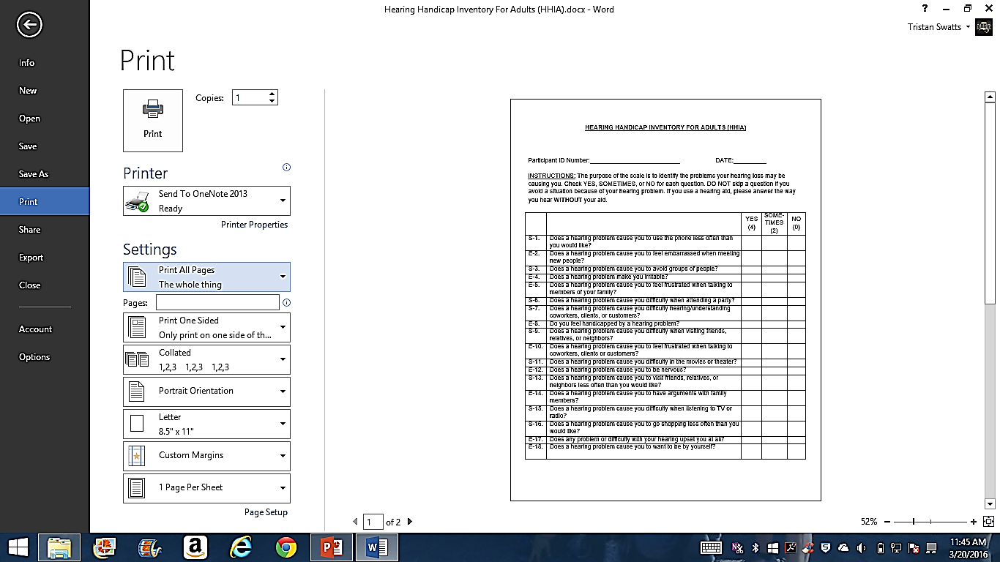 Hearing Handicap Inventory For Adults (HHIA).docx - Word
?
Tristan Swatts
Info
New
Open
Save
Save As
Print
Share
Export
Close
Account
Options
Print
Print
Copies: 1
Printer
Send To OneNote 2013
Ready
Printer Properties
Settings
Print All Pages
The whole thing
Pages:
Print One Sided
Only print on one side of th...
Collated
1,2,3 1,2,3 1,2,3
Portrait Orientation
Letter
8.5" x 11"
Custom Margins
1 Page Per Sheet
Page Setup
HEARING HANDICAP INVENTORY FOR ADULTS (HHIA)
Participant ID Number:__________________________ DATE:__________
INSTRUCTIONS: The purpose of the scale is to identify the problems your hearing loss may be
causing you. Check YES, SOMETIMES, or NO for each question. DO NOT skip a question if you
avoid a situation because of your hearing problem. If you use a hearing aid, please answer the way
you hear WITHOUT your aid.
YES
(4)
SOME-
TIMES
(2)
NO
(0)
S-1. Does a hearing problem cause you to use the phone less often than
you would like?
E-2. Does a hearing problem cause you to feel embarrassed when meeting
new people?
S-3. Does a hearing problem cause you to avoid groups of people?
E-4. Does a hearing problem make you irritable?
E-5. Does a hearing problem cause you to feel frustrated when talking to
members of your family?
S-6. Does a hearing problem cause you difficulty when attending a party?
S-7. Does a hearing problem cause you difficulty hearing/understanding
coworkers, clients, or customers?
E-8. Do you feel handicapped by a hearing problem?
S-9. Does a hearing problem cause you difficulty when visiting friends,
relatives, or neighbors?
E-10. Does a hearing problem cause you to feel frustrated when talking to
coworkers, clients or customers?
S-11. Does a hearing problem cause you difficulty in the movies or theater?
E-12. Does a hearing problem cause you to be nervous?
S-13. Does a hearing problem cause you to visit friends, relatives, or
neighbors less often than you would like?
E-14. Does a hearing problem cause you to have arguments with family
members?
S-15. Does a hearing problem cause you difficulty when listening to TV or
radio?
S-16. Does a hearing problem cause you to go shopping less often than you
would like?
E-17. Does any problem or difficulty with your hearing upset you at all?
E-18. Does a hearing problem cause you to want to be by yourself?
1 of 2
52%
11:45 AM
3/20/2016